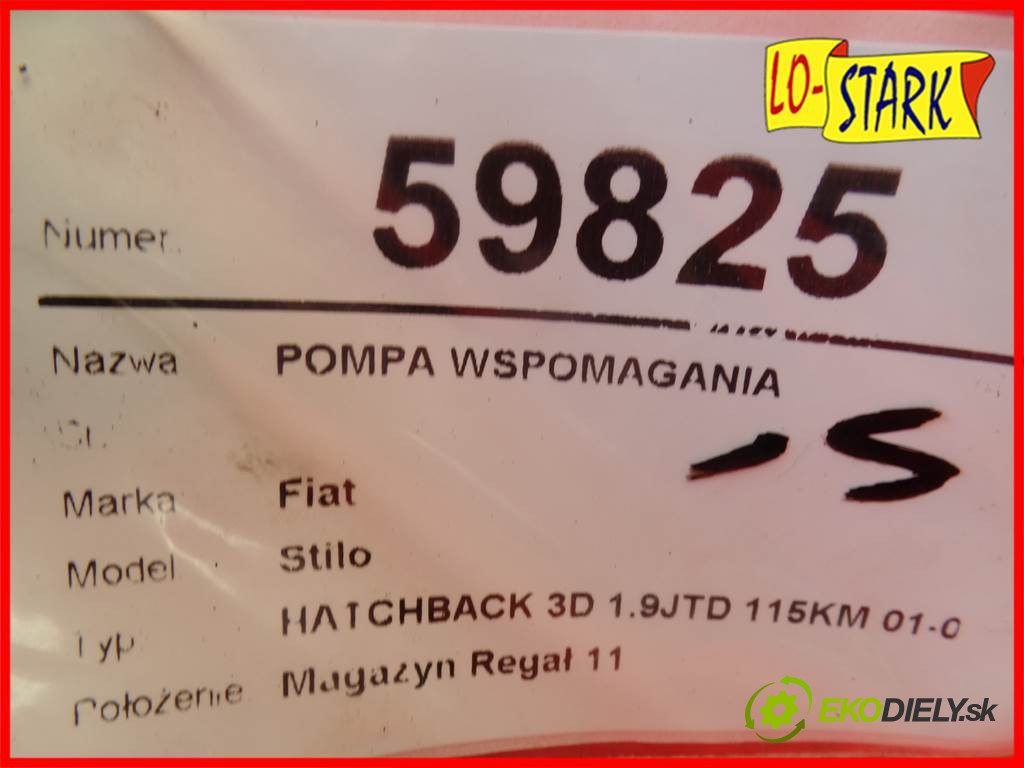 LO-STARK
Numer. 59825
Nazwa POMPA WSPOMAGANIA
-S
Marka Fiat
Model Stilo
Typ HATCHBACK 3D 1.9JTD 115KM 01-0
Położenie Magazyn Regał 11
EKODIELY.sk